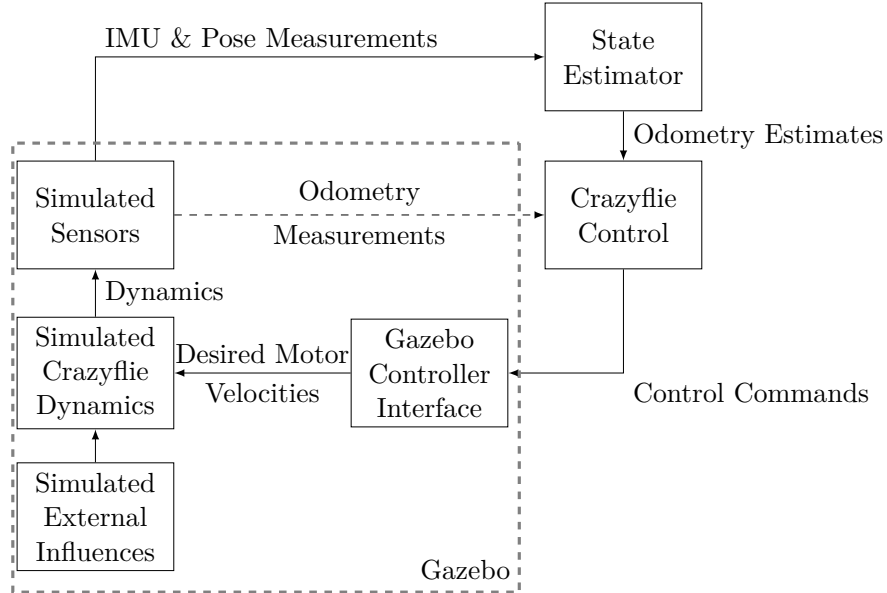 IMU & Pose Measurements
State
Estimator
Odometry Estimates
Simulated
Sensors
Odometry
Measurements
Crazyflie
Control
Dynamics
Simulated
Crazyflie
Dynamics
Desired Motor
Velocities
Gazebo
Controller
Interface
Control Commands
Simulated
External
Influences
Gazebo